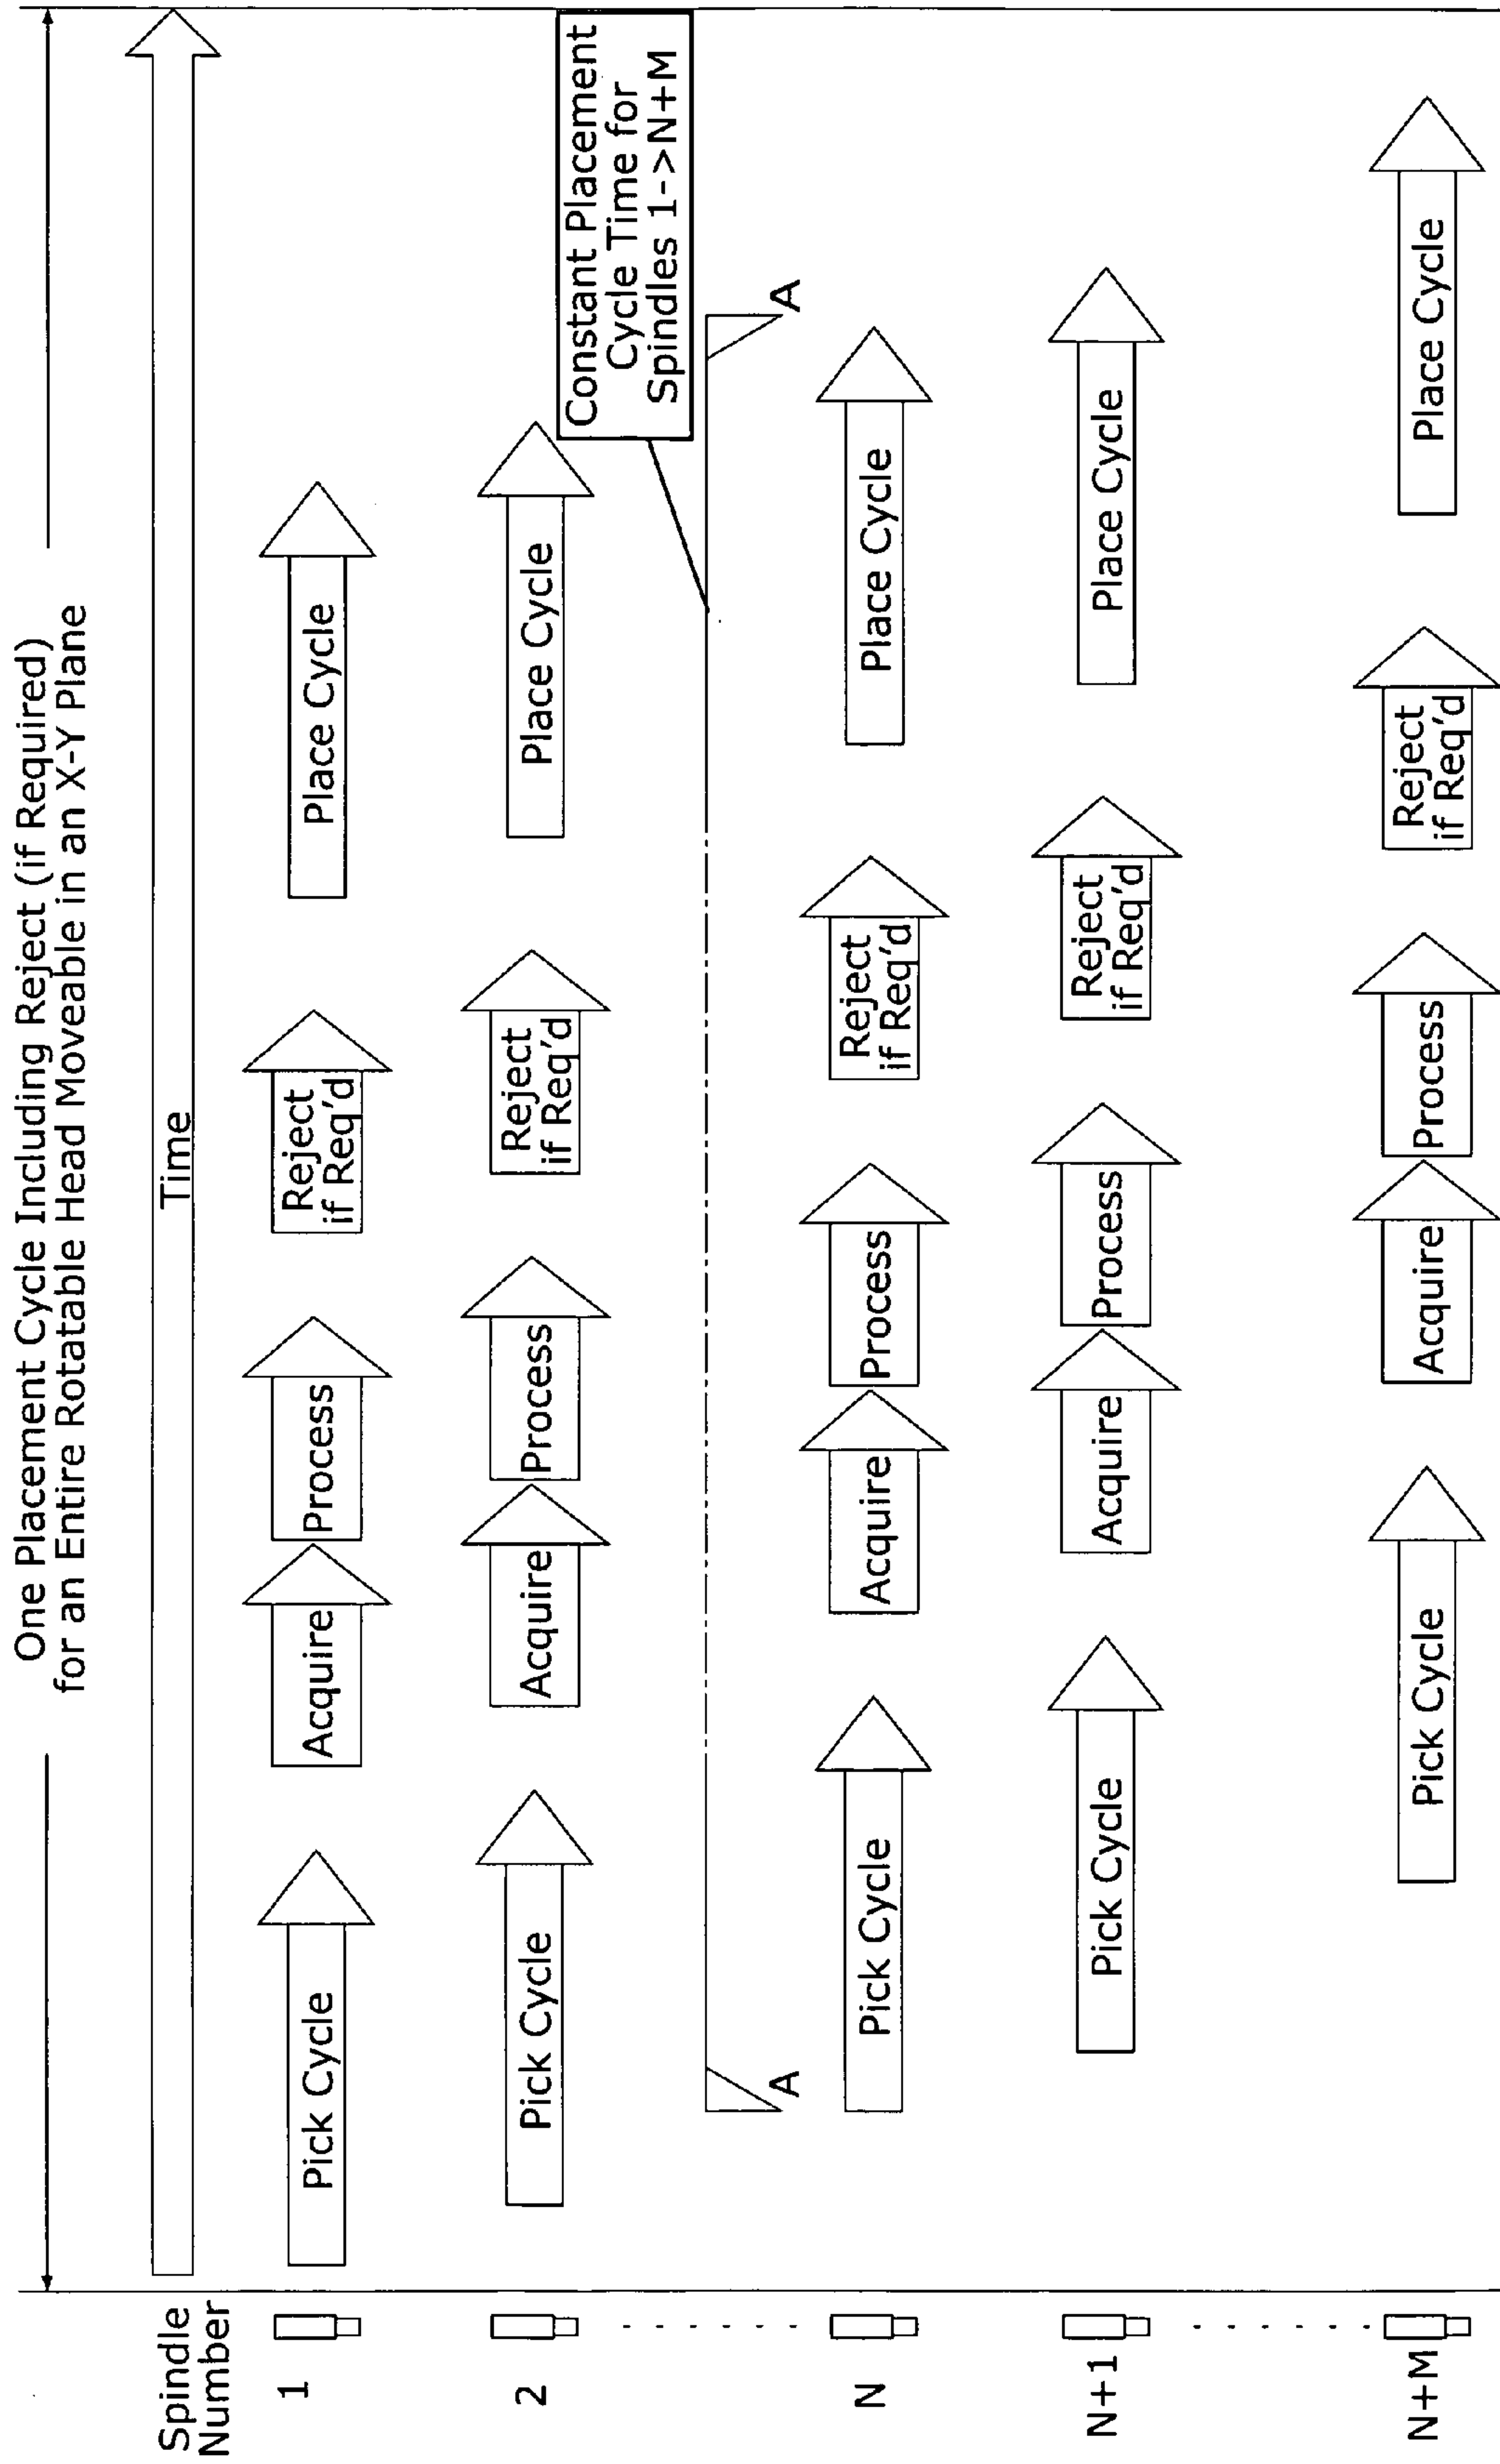 One Placement Cycle Including Reject (if Required)
for an Entire Rotatable Head Moveable in an X-Y Plane
Spindle
Number
Time
1
Pick Cycle
Acquire
Process
Reject
if Req'd
Place Cycle
2
Pick Cycle
Acquire
Process
Reject
if Req'd
Place Cycle
Constant Placement
Cycle Time for
Spindles 1->N+M
A
A
N
Pick Cycle
Acquire
Process
Reject
if Req'd
Place Cycle
N+1
Pick Cycle
Acquire
Process
Reject
if Req'd
Place Cycle
N+M
Pick Cycle
Acquire
Process
Reject
if Req'd
Place Cycle